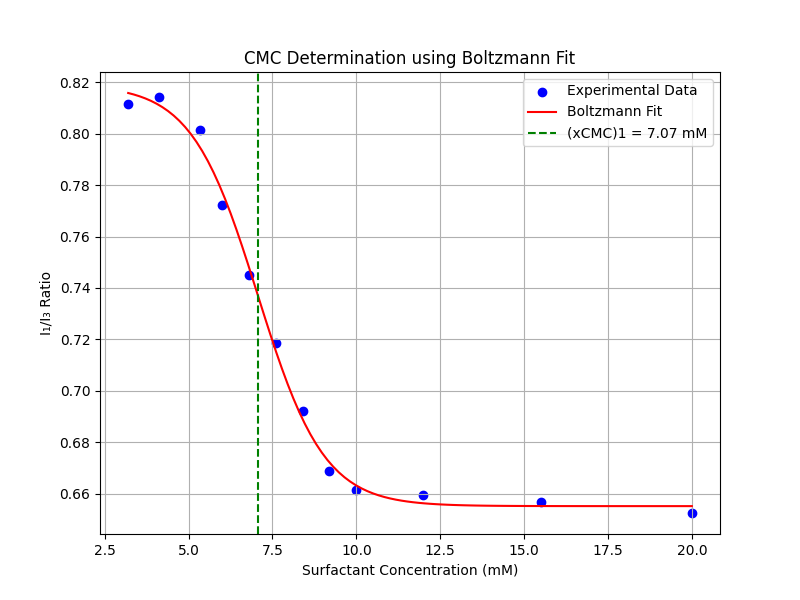 CMC Determination using Boltzmann Fit
Experimental Data
Boltzmann Fit
(xCMC)1 = 7.07 mM
I₁/I₃ Ratio
0.82
0.80
0.78
0.76
0.74
0.72
0.70
0.68
0.66
2.5 5.0 7.5 10.0 12.5 15.0 17.5 20.0
Surfactant Concentration (mM)